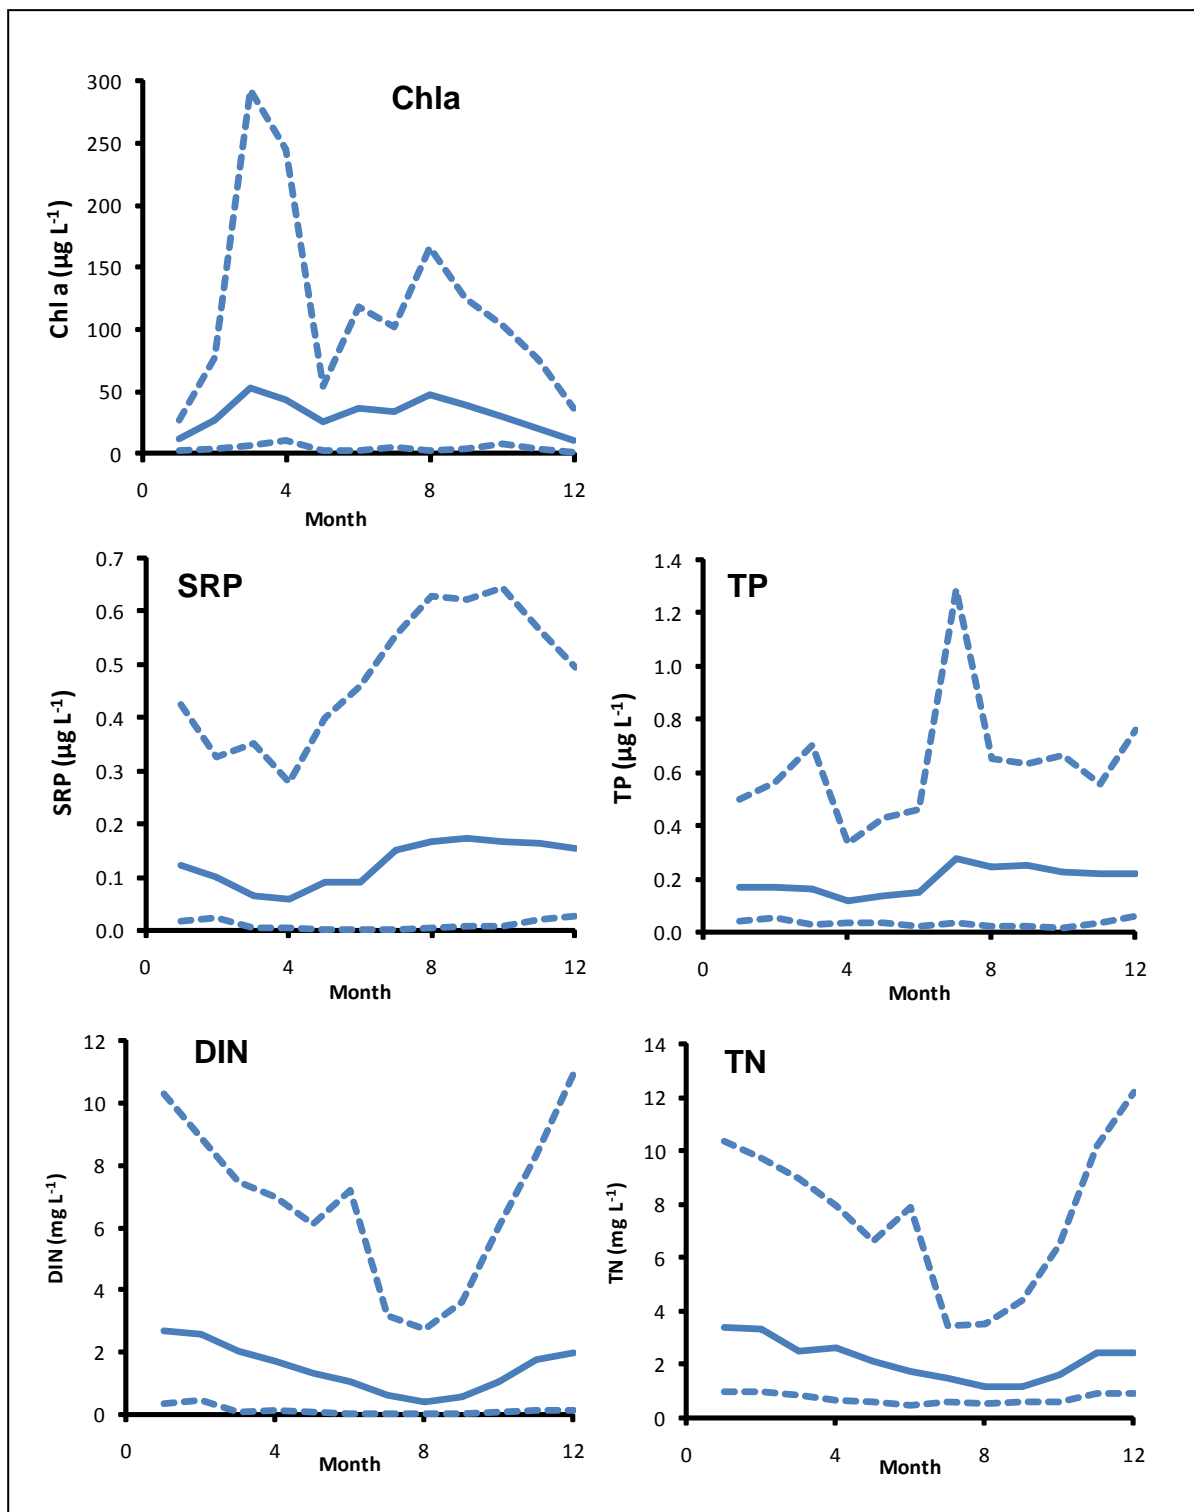 Chla
300
250
200
150
100
50
0
Chl a (µg L-1)
0 4 8 12
Month
SRP
0.7
0.6
0.5
0.4
0.3
0.2
0.1
0.0
SRP (µg L-1)
0 4 8 12
Month
TP
1.4
1.2
1.0
0.8
0.6
0.4
0.2
0.0
TP (µg L-1)
0 4 8 12
Month
DIN
12
10
8
6
4
2
0
DIN (mg L-1)
0 4 8 12
Month
TN
14
12
10
8
6
4
2
0
TN (mg L-1)
0 4 8 12
Month